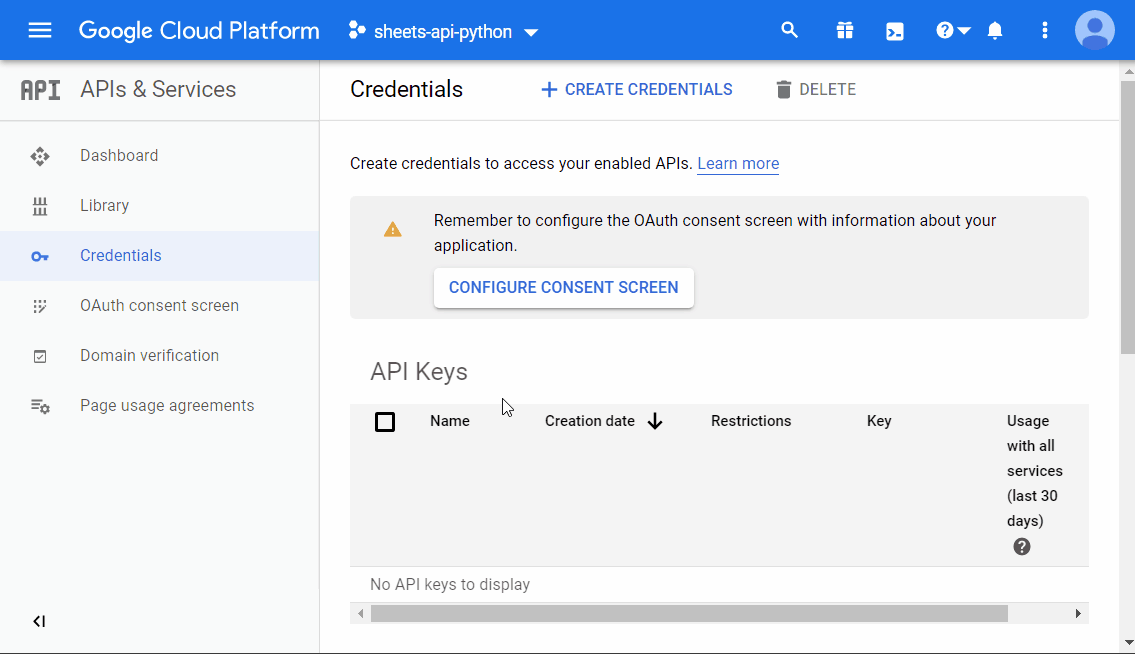 Google Cloud Platform
sheets-api-python
API
APIs & Services
Credentials
CREATE CREDENTIALS
DELETE
Dashboard
Library
Credentials
OAuth consent screen
Domain verification
Page usage agreements
Create credentials to access your enabled APIs. Learn more
Remember to configure the OAuth consent screen with information about your
application.
CONFIGURE CONSENT SCREEN
API Keys
Name
Creation date
Restrictions
Key
Usage
with all
services
(last 30
days)
No API keys to display